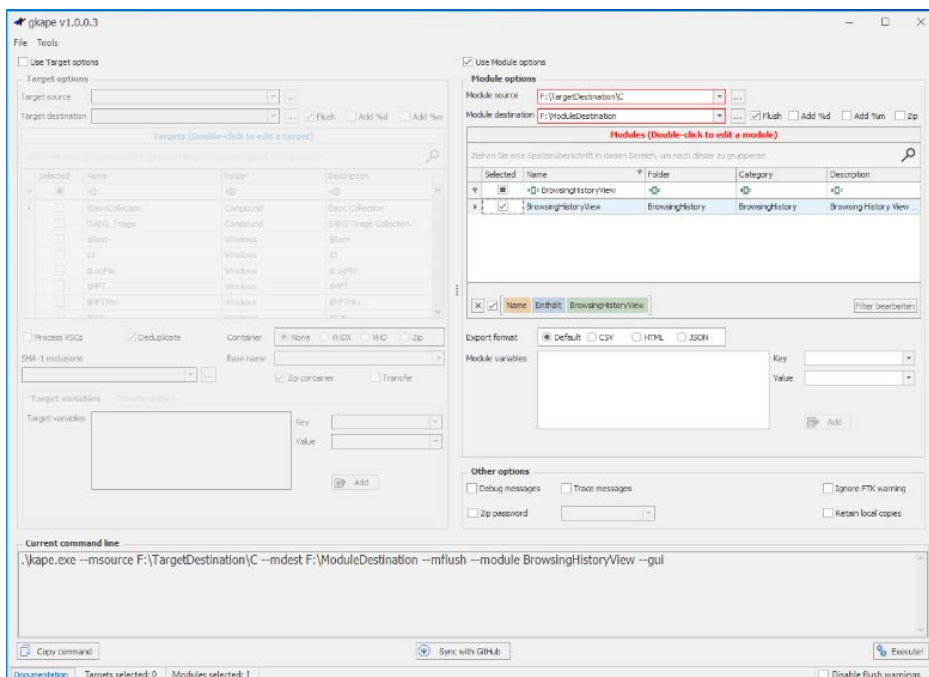 gkape v1.0.0.3
File Tools
Use Target options
Target options
Target source
Target destination
Flush
Add %d
Add %m
Targets (Double-click to edit a target)
Selected Name Folder Description
!BasicCollection Compound Basic Collection
!SANS_Triage Compound SANS Triage Collection
$Boot Windows $Boot
$J Windows $J
$LogFile Windows $LogFile
$MFT Windows $MFT
$MFTMirr Windows $MFTMirr
Process VSCs
Deduplicate
Container None VHDX VHD Zip
SHA-1 exclusions
Base name
Zip container
Transfer
Target variables
Target variables
Key
Value
Add
Use Module options
Module options
Module source F:\TargetDestination\C
Module destination F:\ModuleDestination ... Flush Add %d Add %m Zip
Modules (Double-click to edit a module)
Ziehen Sie eine Spaltenüberschrift in diesen Bereich, um nach dieser zu gruppieren
Selected Name Folder Category Description
BrowsingHistoryView
BrowsingHistoryView BrowsingHistory BrowsingHistory Browsing History View ...
Name Enthält BrowsingHistoryView
Filter bearbeiten
Export format Default CSV HTML JSON
Module variables
Key
Value
Add
Other options
Debug messages Trace messages Ignore FTK warning
Zip password Retain local copies
Current command line
.\kape.exe --msource F:\TargetDestination\C --mdest F:\ModuleDestination --mflush --module BrowsingHistoryView --gui
Copy command Sync with GitHub Execute!
Documentation Targets selected: 0 Modules selected: 1 Disable flush warnings